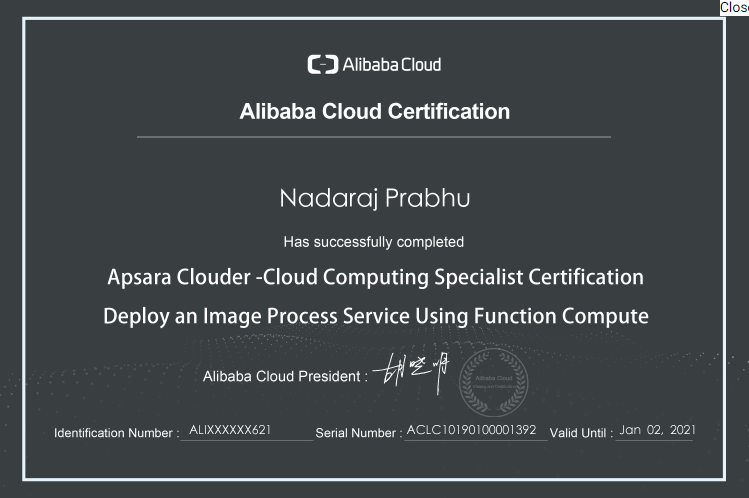 Close
Alibaba Cloud
Alibaba Cloud Certification
Nadaraj Prabhu
Has successfully completed
Apsara Clouder -Cloud Computing Specialist Certification
Deploy an Image Process Service Using Function Compute
Alibaba Cloud President :
Alibaba Cloud
Identification Number : ALIXXXXXX621 Serial Number : ACLC10190100001392 Valid Until : Jan 02, 2021